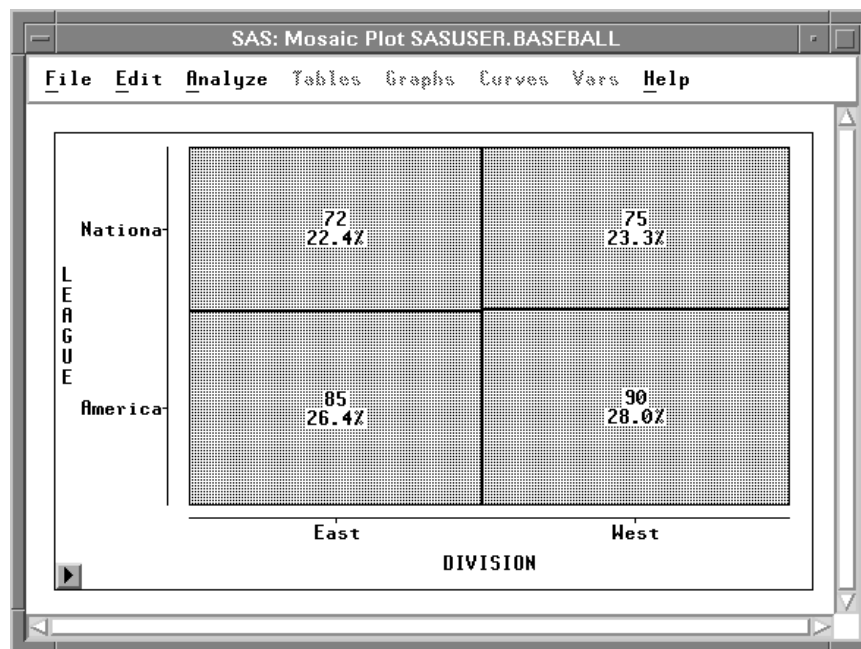 SAS: Mosaic Plot SASUSER.BASEBALL
File Edit Analyze Tables Graphs Curves Vars Help
Nationa
America
LEAGUE
72
22.4%
75
23.3%
85
26.4%
90
28.0%
East
West
DIVISION